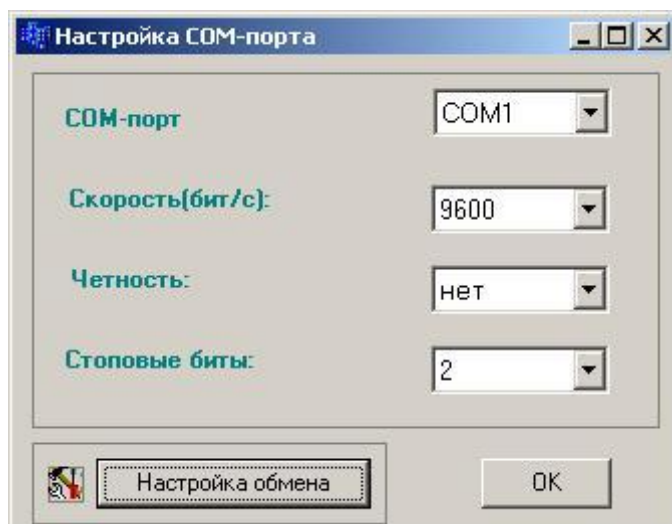 Настройка COM-порта
COM-порт
COM1
Скорость(бит/с):
9600
Четность:
нет
Стоповые биты:
2
Настройка обмена
OK